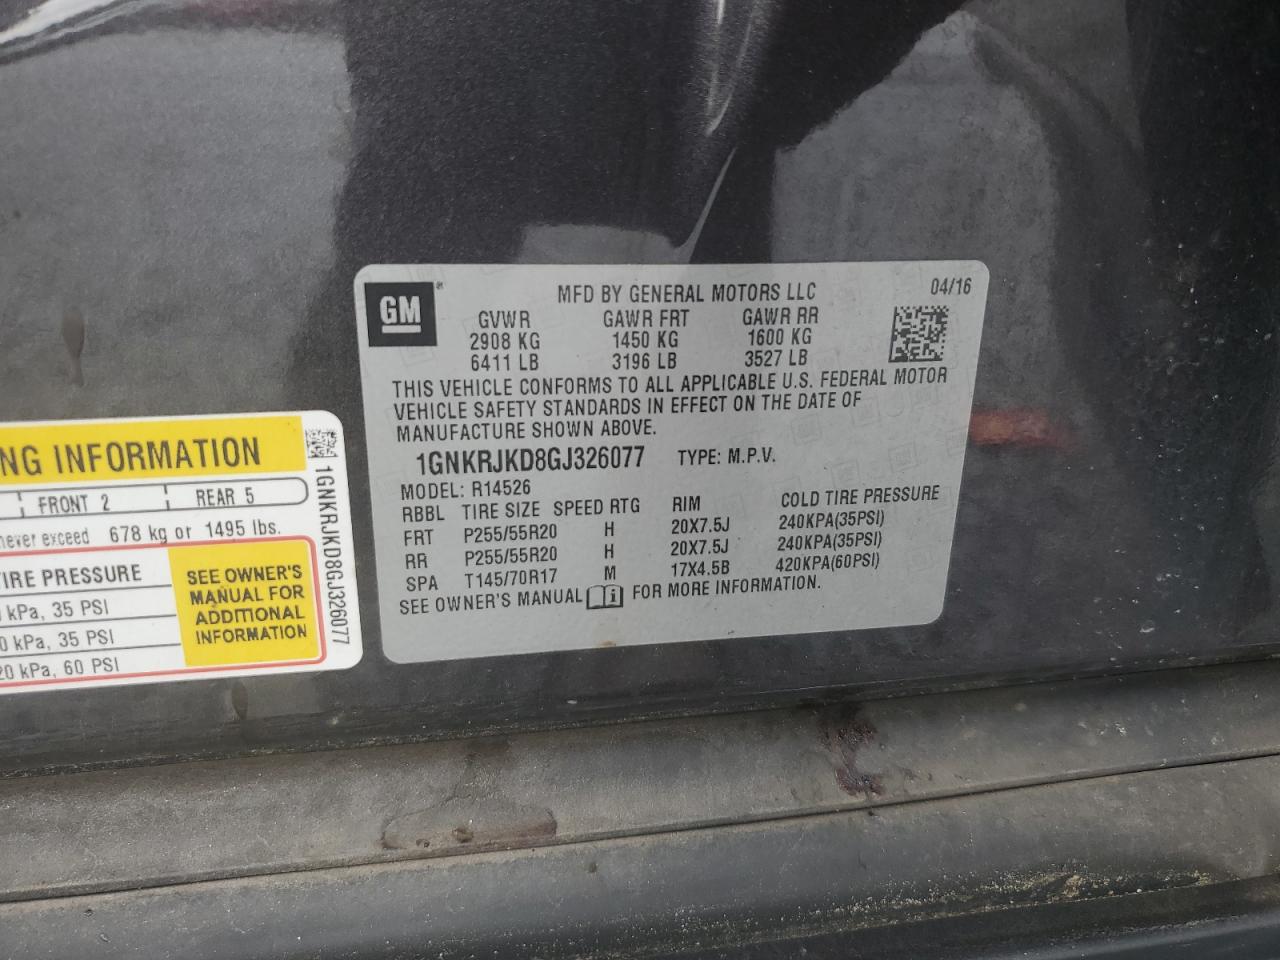 GM
MFD BY GENERAL MOTORS LLC 04/16
GVWR GAWR FRT GAWR RR
2908 KG 1450 KG 1600 KG
6411 LB 3196 LB 3527 LB
THIS VEHICLE CONFORMS TO ALL APPLICABLE U.S. FEDERAL MOTOR
VEHICLE SAFETY STANDARDS IN EFFECT ON THE DATE OF
MANUFACTURE SHOWN ABOVE.
1GNKRJKD8GJ326077 TYPE: M.P.V.
MODEL: R14526
RBBL TIRE SIZE SPEED RTG RIM COLD TIRE PRESSURE
FRT P255/55R20 H 20X7.5J 240KPA(35PSI)
RR P255/55R20 H 20X7.5J 240KPA(35PSI)
SPA T145/70R17 M 17X4.5B 420KPA(60PSI)
SEE OWNER'S MANUAL FOR MORE INFORMATION.
NG INFORMATION
FRONT 2 REAR 5
never exceed 678 kg or 1495 lbs.
TIRE PRESSURE
kPa, 35 PSI
0 kPa, 35 PSI
20 kPa, 60 PSI
SEE OWNER'S
MANUAL FOR
ADDITIONAL
INFORMATION
1GNKRJKD8GJ326077